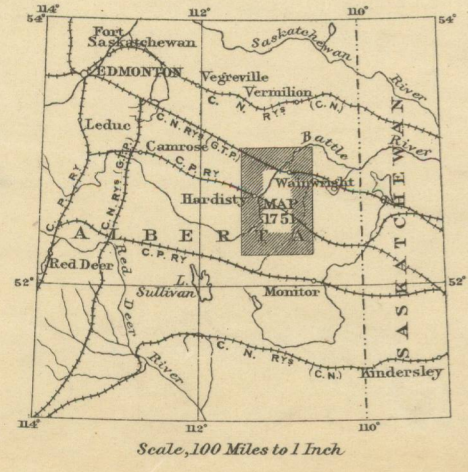 114°
112°
110°
54°
54°
Fort
Saskatchewan
Saskatchewan
River
EDMONTON
Vegreville
Vermilion
C. N. RYS (C.N.)
Leduc
C. N. RYS (G.T.P.)
Battle
River
Camrose
C. P. RY
Wainwright
Hardisty
MAP
1751
C. P. RY
C. N. RYS (G.T.P.)
ALBERTA
SASKATCHEWAN
C. P. RY
Red Deer
Red Deer River
52°
52°
L.
Sullivan
Monitor
C. N. RYS (C.N.)
Kindersley
114°
112°
110°
Scale, 100 Miles to 1 Inch